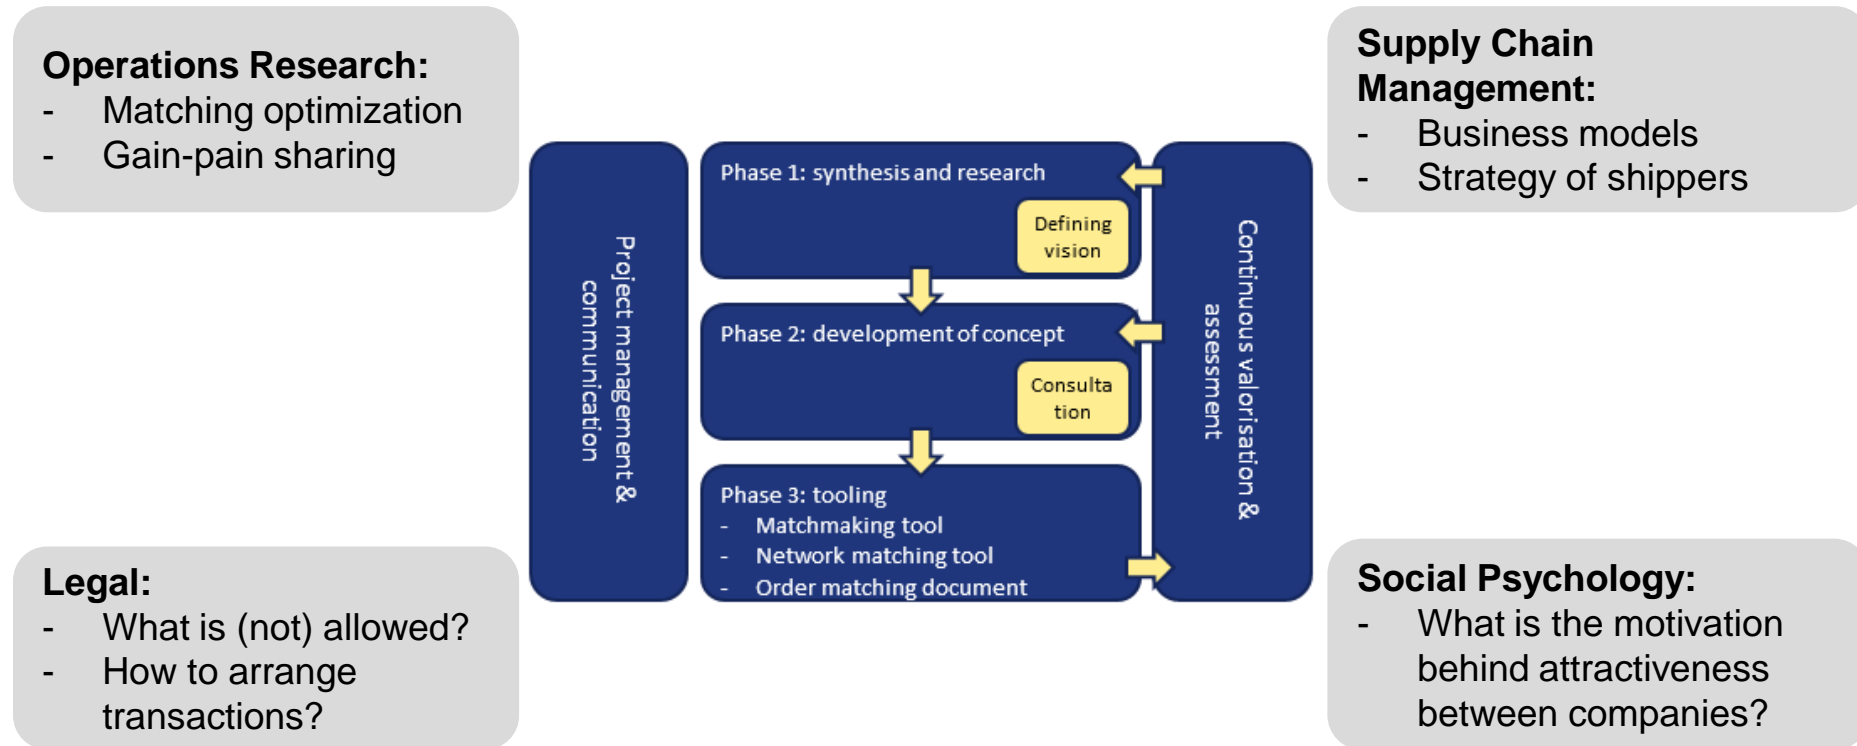 Operations Research:
- Matching optimization
- Gain-pain sharing
Supply Chain
Management:
- Business models
- Strategy of shippers
Project management &
communication
Phase 1: synthesis and research
Defining
vision
Phase 2: development of concept
Consulta
tion
Phase 3: tooling
- Matchmaking tool
- Network matching tool
- Order matching document
Continuous valorisation &
assessment
Legal:
- What is (not) allowed?
- How to arrange
transactions?
Social Psychology:
- What is the motivation
behind attractiveness
between companies?